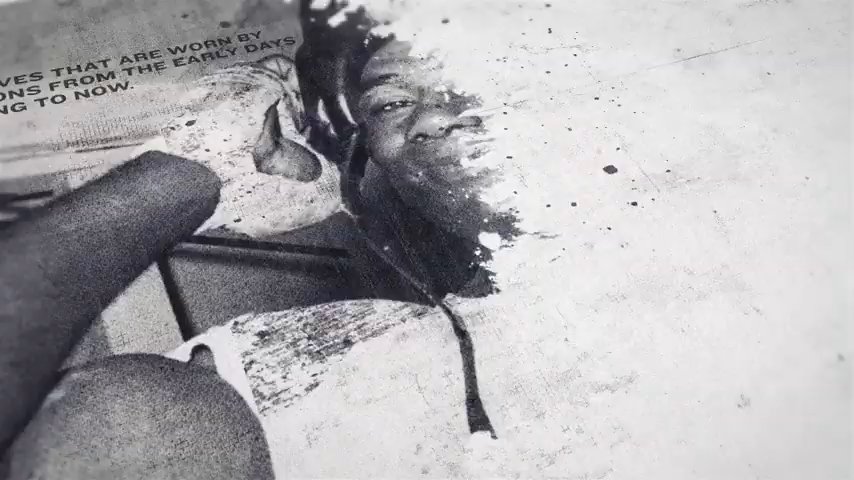 VES THAT ARE WORN BY
ONS FROM THE EARLY DAYS
NG TO NOW.